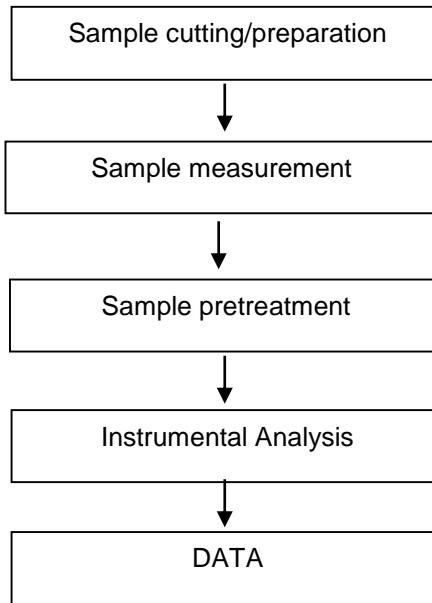 Sample cutting/preparation
Sample measurement
Sample pretreatment
Instrumental Analysis
DATA